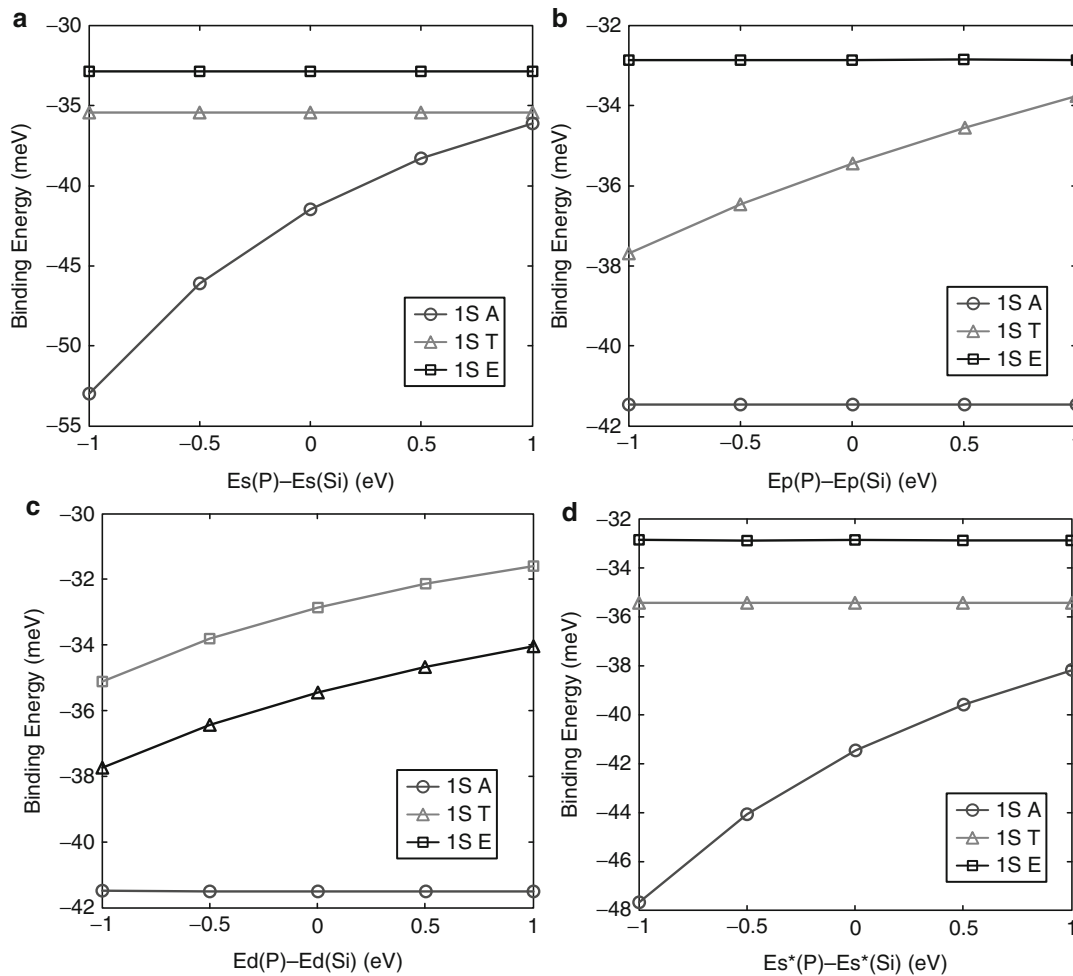 a
−30
−35
−40
−45
−50
−55
Binding Energy (meV)
1S A
1S T
1S E
−1
−0.5
0
0.5
1
Es(P)–Es(Si) (eV)
b
−32
−34
−36
−38
−40
−42
Binding Energy (meV)
1S A
1S T
1S E
−1
−0.5
0
0.5
1
Ep(P)–Ep(Si) (eV)
c
−30
−32
−34
−36
−38
−40
−42
Binding Energy (meV)
1S A
1S T
1S E
−1
−0.5
0
0.5
1
Ed(P)–Ed(Si) (eV)
d
−32
−34
−36
−38
−40
−42
−44
−46
−48
Binding Energy (meV)
1S A
1S T
1S E
−1
−0.5
0
0.5
1
Es*(P)–Es*(Si) (eV)